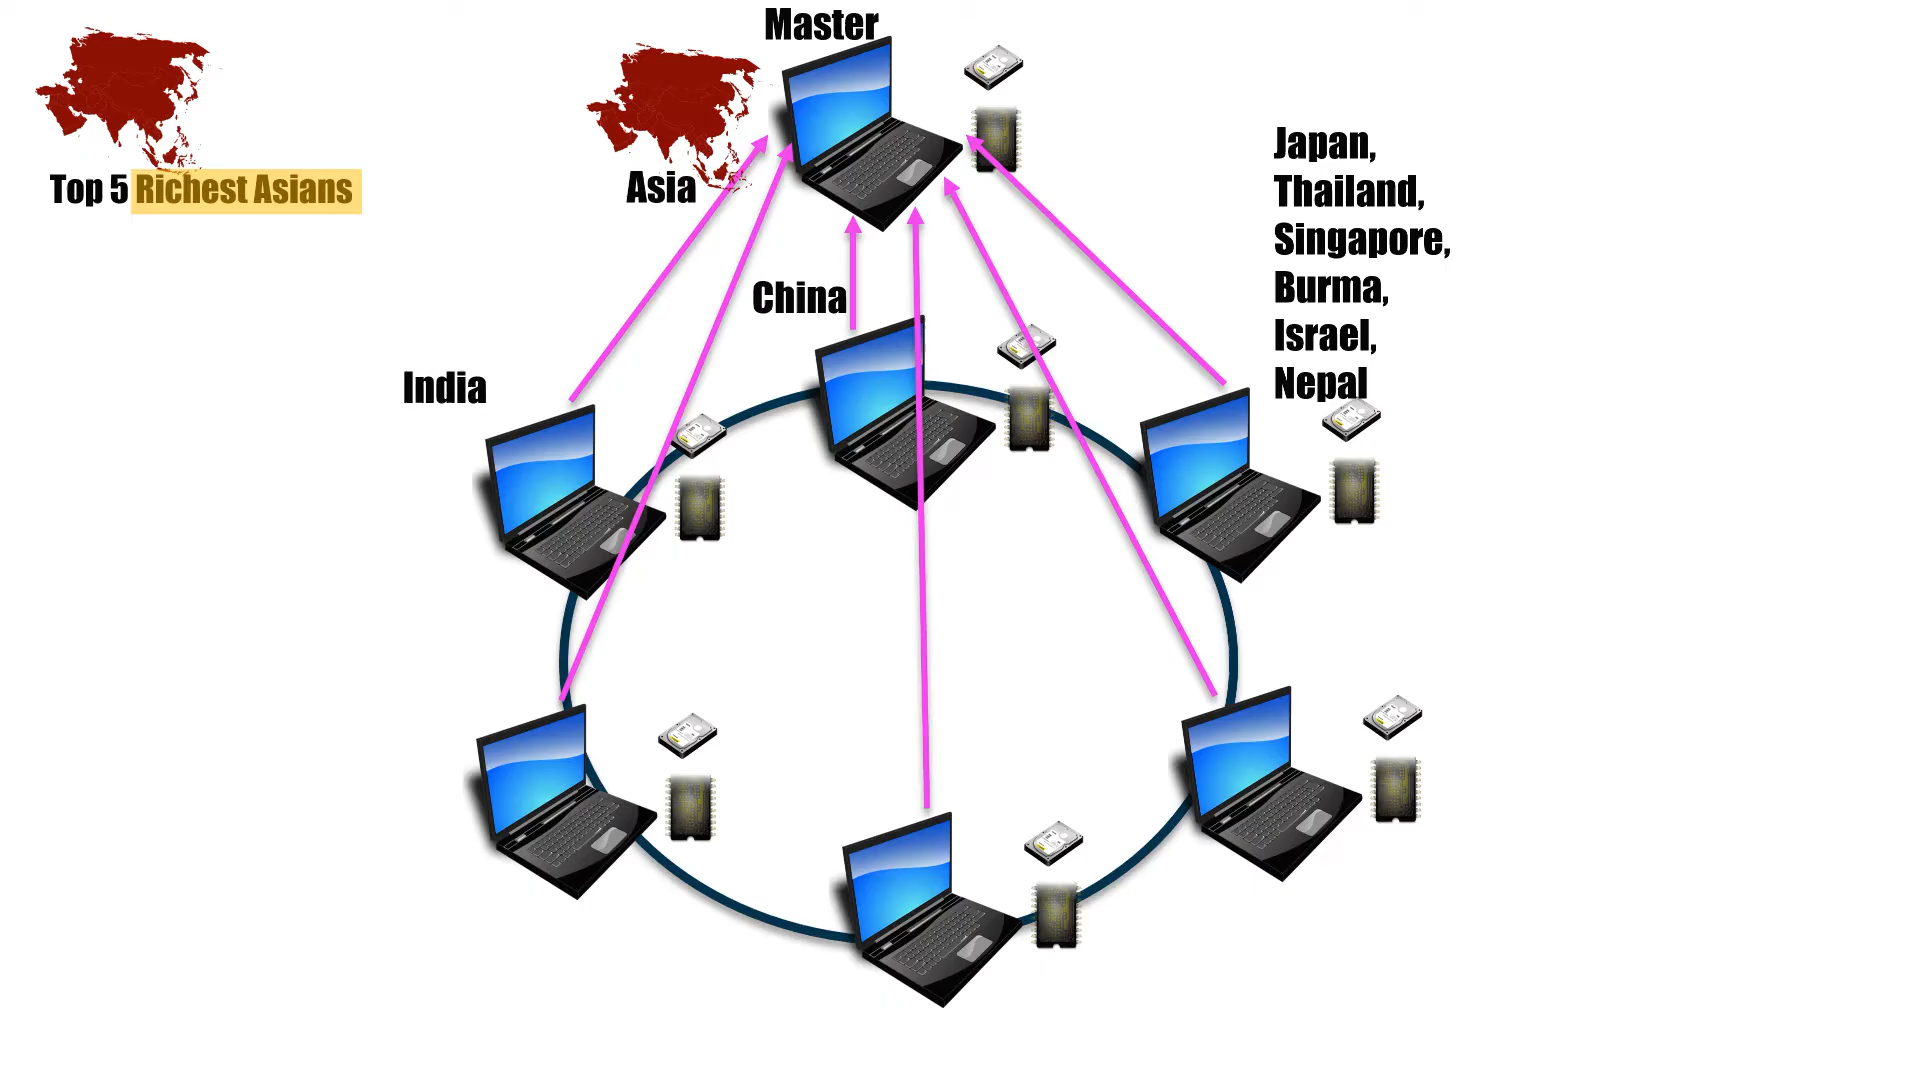 Master
Top 5 Richest Asians
Asia
Japan,
Thailand,
Singapore,
Burma,
Israel,
Nepal
China
India